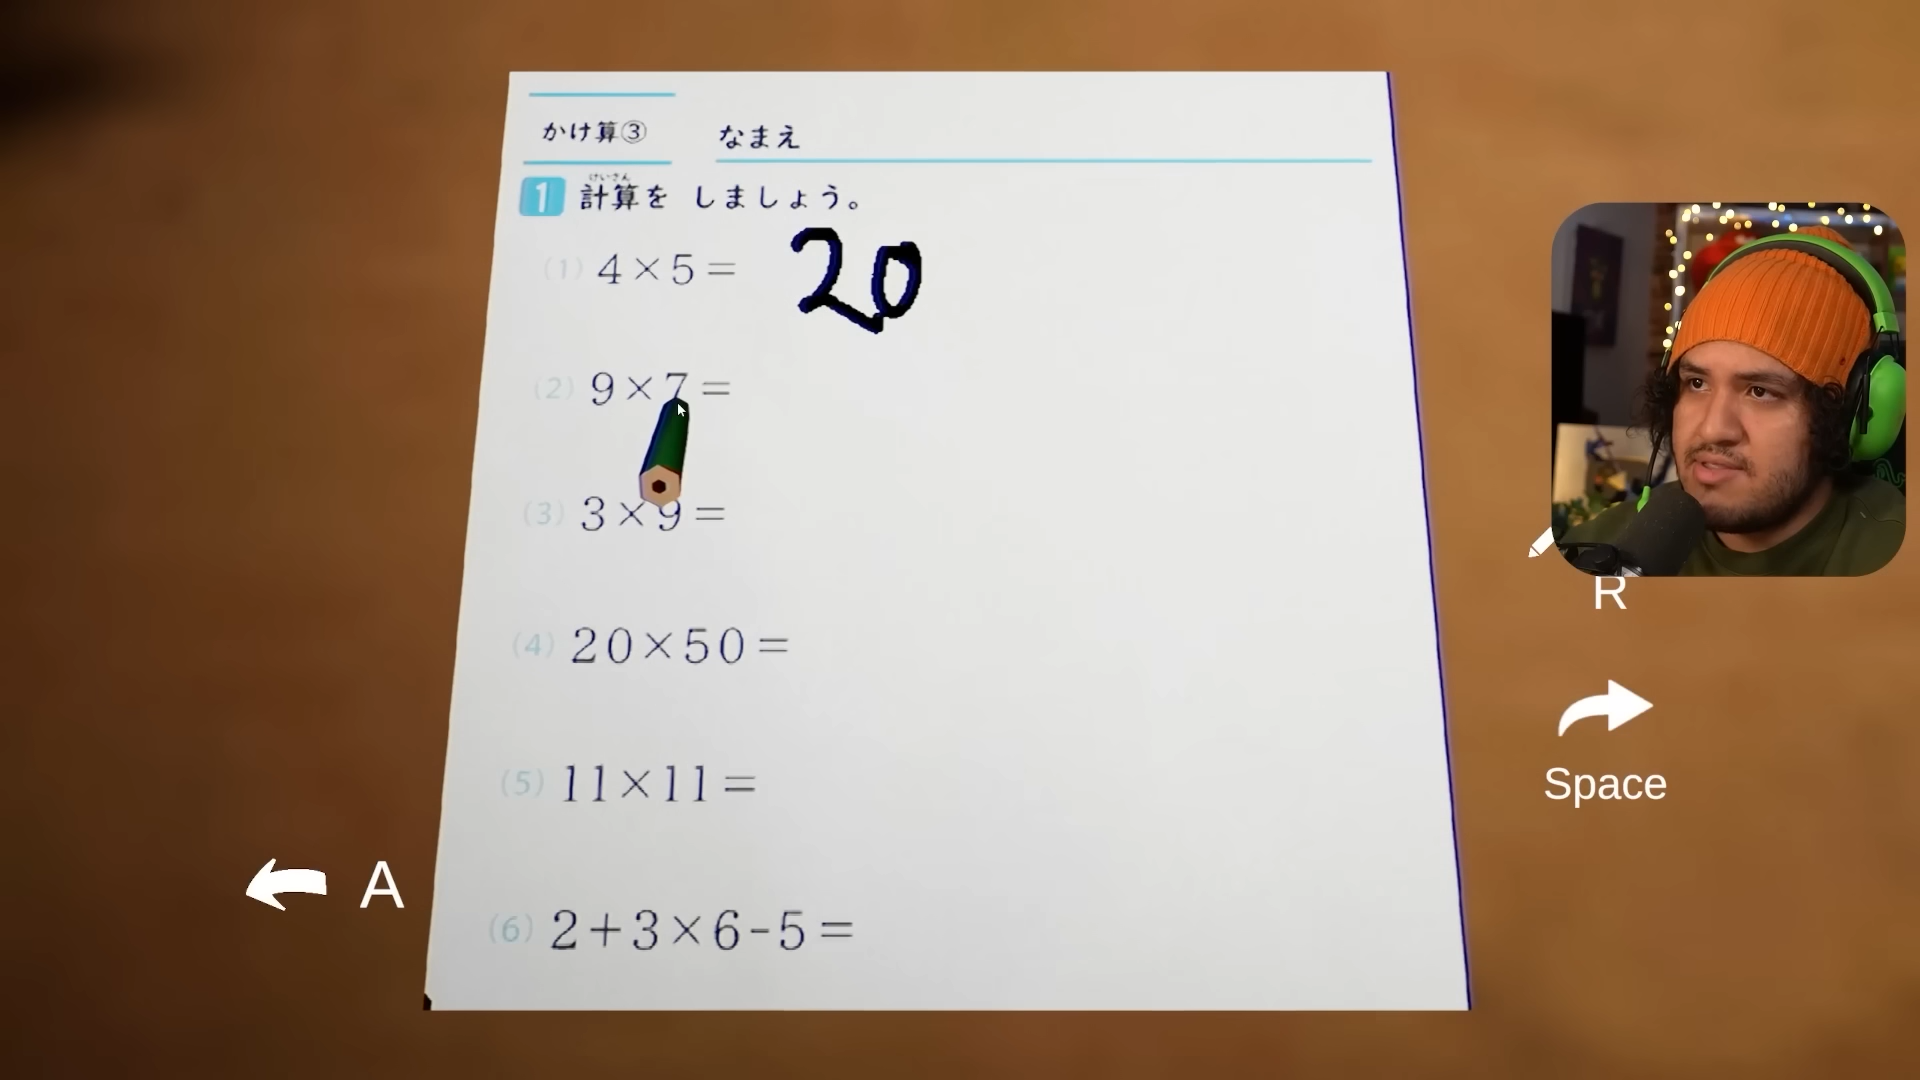 かけ算③
なまえ
けいさん
1 計算を しましょう。
(1) 4×5= 20
(2) 9×7=
(3) 3×9=
(4) 20×50=
(5) 11×11=
(6) 2+3×6-5=
R
Space
A